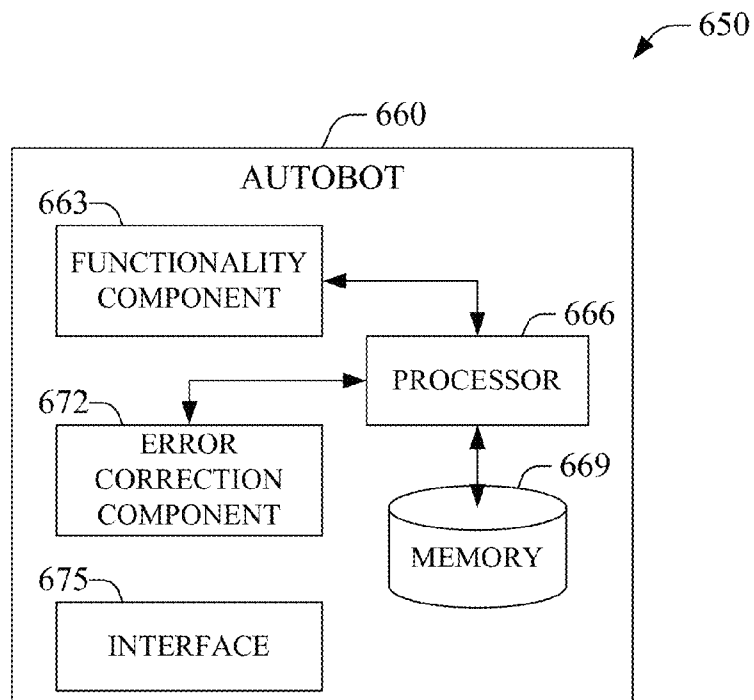 650
660
AUTOBOT
663
FUNCTIONALITY
COMPONENT
666
PROCESSOR
672
ERROR
CORRECTION
COMPONENT
669
MEMORY
675
INTERFACE